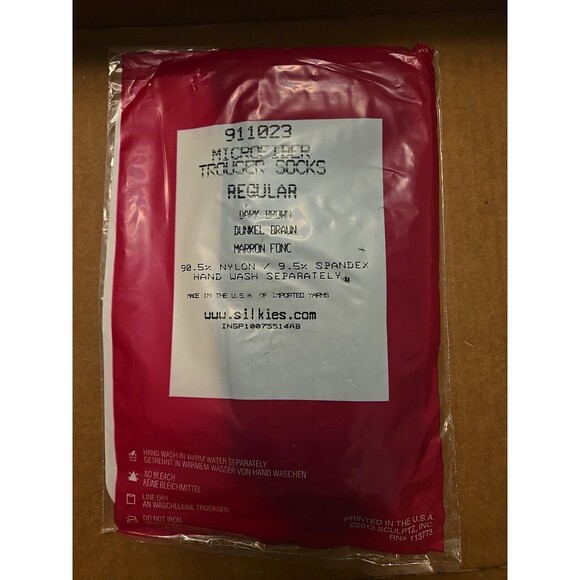 911023
MICROFIBER
TROUSER SOCKS
REGULAR
DARK BROWN
DUNKEL BRAUN
MARRON FONC
90.5% NYLON / 9.5% SPANDEX
HAND WASH SEPARATELY
MADE IN THE U.S.A. OF IMPORTED YARNS
www.silkies.com
INSP10073514AB
HAND WASH IN WARM WATER SEPARATELY
GETRENNT IN WARMEM WASSER VON HAND WASCHEN
NO BLEACH
KEINE BLEICHMITTEL
LINE DRY
AN WÄSCHELEINE TROCKNEN
DO NOT IRON
PRINTED IN THE U.S.A.
©2013 SCULPTZ, INC.
RN# 113773